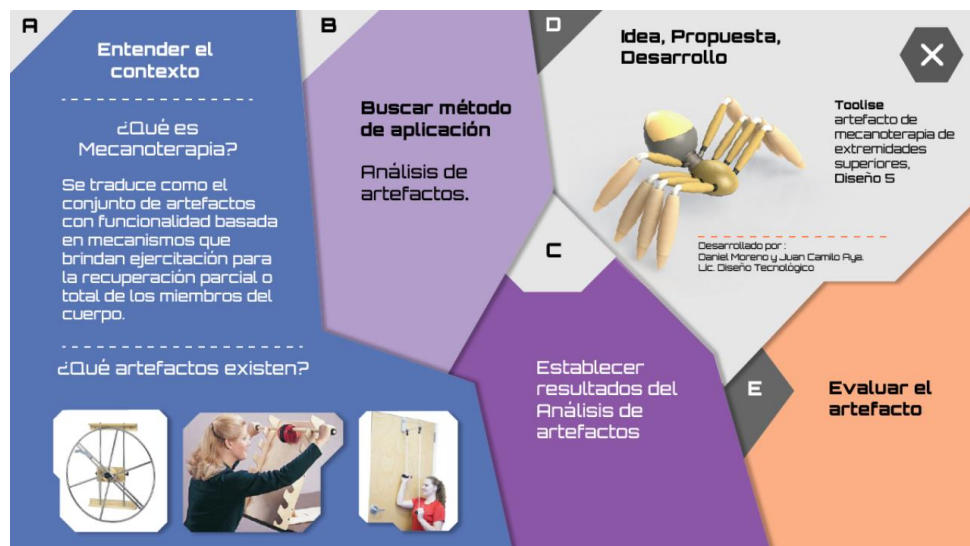 A
Entender el
contexto
¿Qué es
Mecanoterapia?
Se traduce como el
conjunto de artefactos
con funcionalidad basada
en mecanismos que
brindan ejercitación para
la recuperación parcial o
total de los miembros del
cuerpo.
¿Qué artefactos existen?
B
Buscar método
de aplicación
Análisis de
artefactos.
C
Establecer
resultados del
Análisis de
artefactos
D
Idea, Propuesta,
Desarrollo
Toolise
artefacto de
mecanoterapia de
extremidades
superiores,
Diseño 5
Desarrollado por :
Daniel Moreno y Juan Camilo Aya.
Lic. Diseño Tecnológico
E
Evaluar el
artefacto